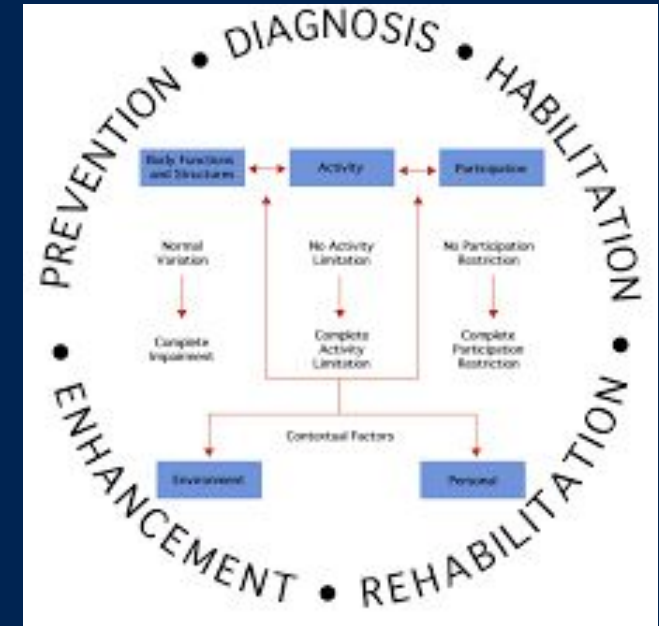 PREVENTION • DIAGNOSIS • HABILITATION •
Body Functions
and Structures
Activity
Participation
Normal
Variation
No Activity
Limitation
No Participation
Restriction
Complete
Impairment
Complete
Activity
Limitation
Complete
Participation
Restriction
Contextual Factors
Environment
Personal
• ENHANCEMENT • REHABILITATION